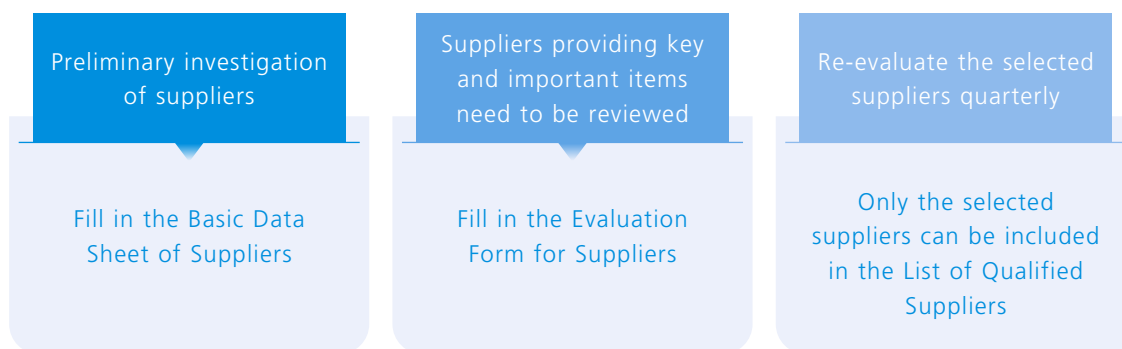 Preliminary investigation
of suppliers
Fill in the Basic Data
Sheet of Suppliers
Suppliers providing key
and important items
need to be reviewed
Fill in the Evaluation
Form for Suppliers
Re-evaluate the selected
suppliers quarterly
Only the selected
suppliers can be included
in the List of Qualified
Suppliers